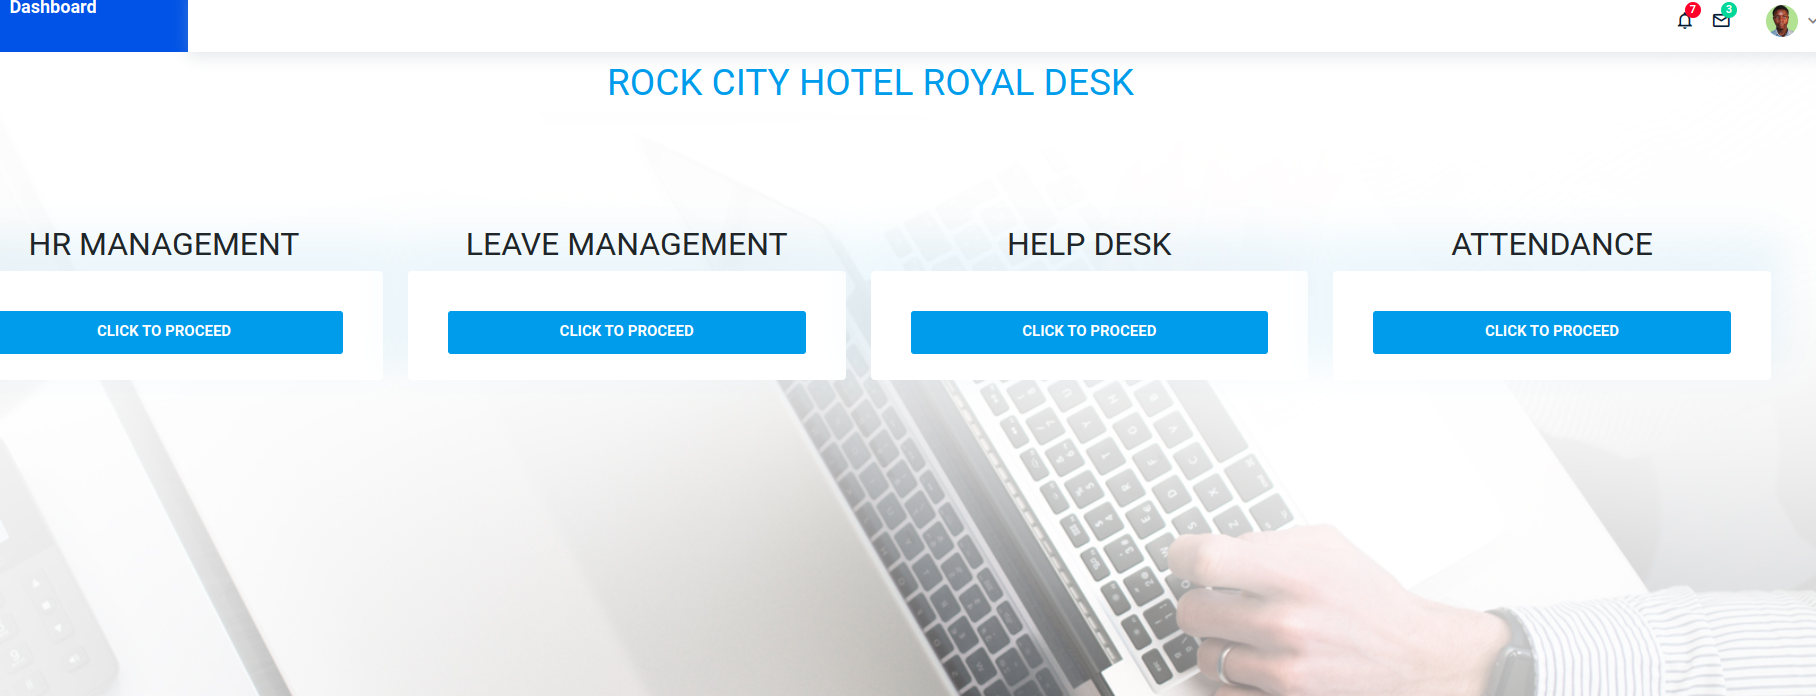 Dashboard
7
3
ROCK CITY HOTEL ROYAL DESK
HR MANAGEMENT
LEAVE MANAGEMENT
HELP DESK
ATTENDANCE
CLICK TO PROCEED
CLICK TO PROCEED
CLICK TO PROCEED
CLICK TO PROCEED